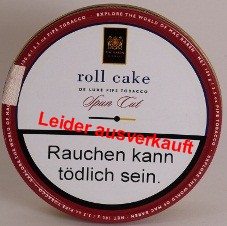 EXPLORE THE WORLD OF MAC BAREN
roll cake
DE LUXE PIPE TOBACCO
Spun Cut
Leider ausverkauft
Rauchen kann
tödlich sein.